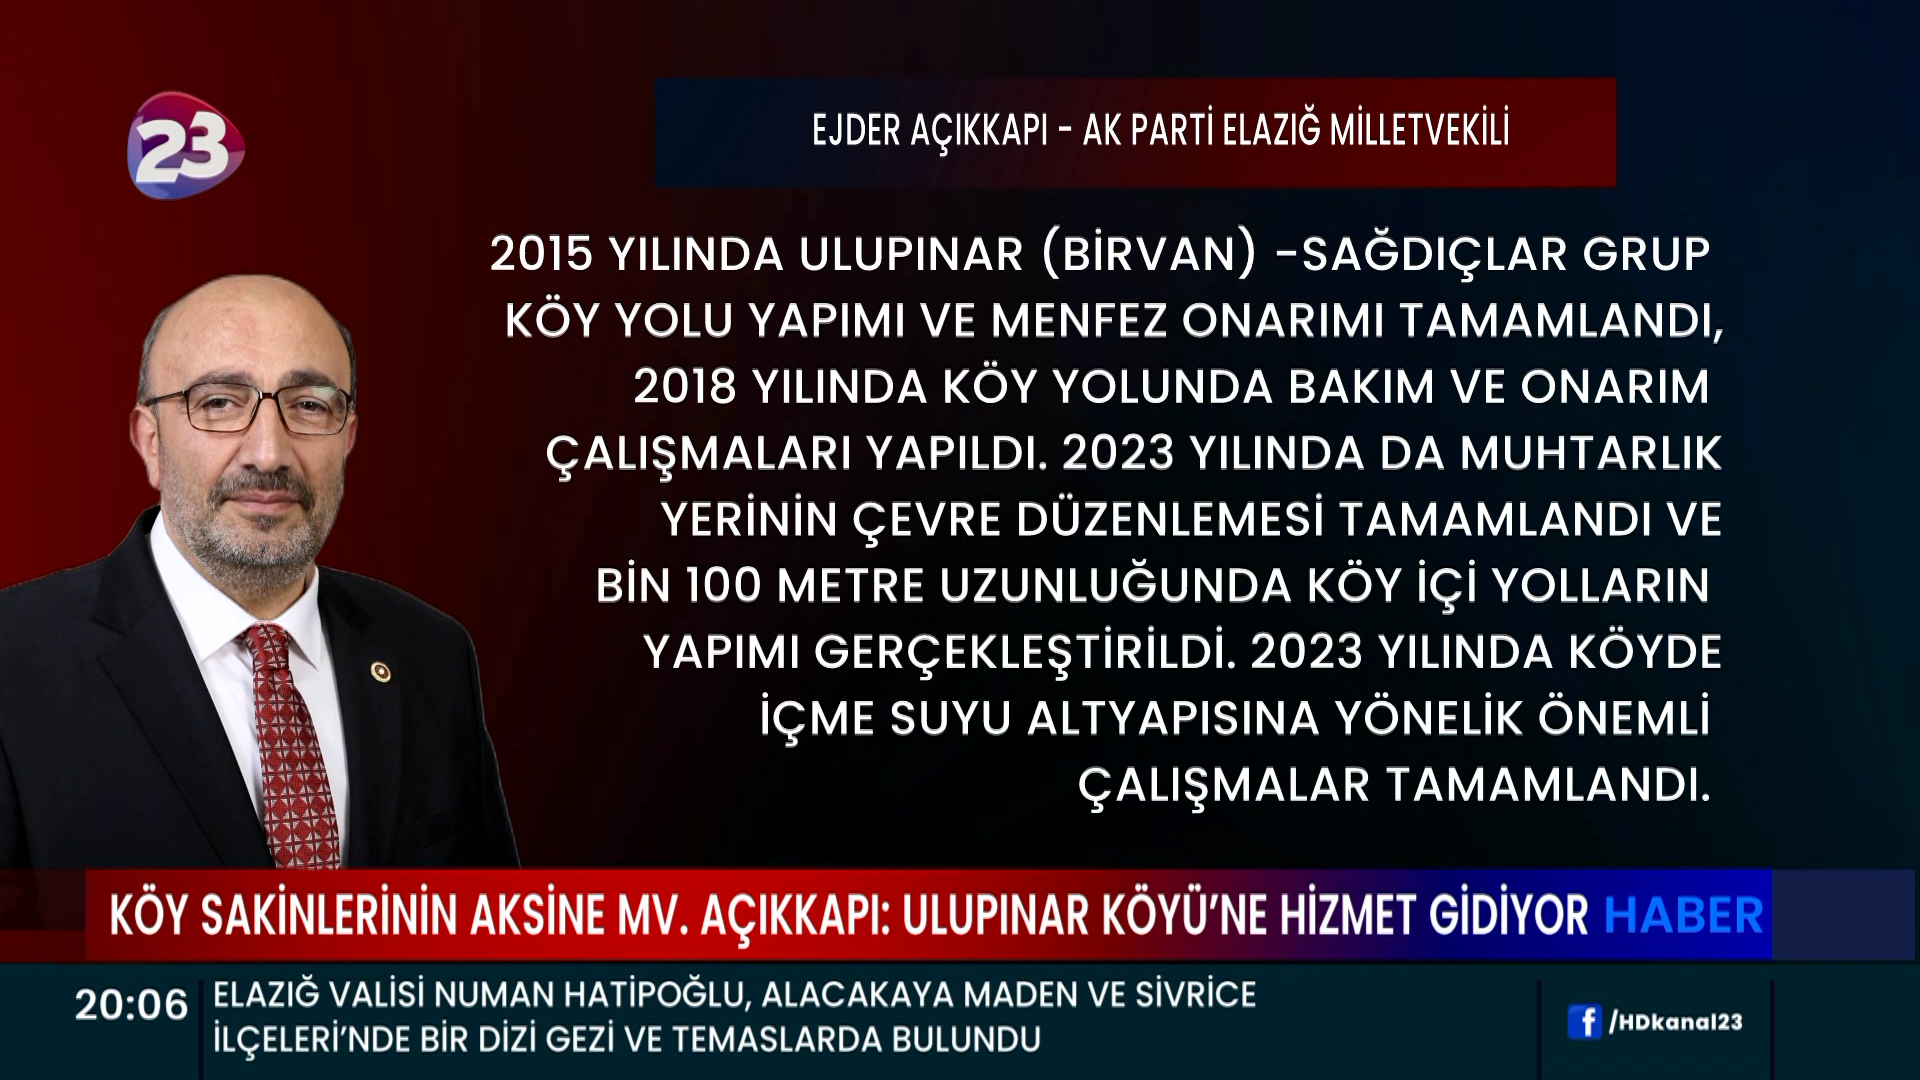 23
EJDER AÇIKKAPI - AK PARTİ ELAZIĞ MİLLETVEKİLİ
2015 YILINDA ULUPINAR (BİRVAN) -SAĞDIÇLAR GRUP
KÖY YOLU YAPIMI VE MENFEZ ONARIMI TAMAMLANDI,
2018 YILINDA KÖY YOLUNDA BAKIM VE ONARIM
ÇALIŞMALARI YAPILDI. 2023 YILINDA DA MUHTARLIK
YERİNİN ÇEVRE DÜZENLEMESİ TAMAMLANDI VE
BİN 100 METRE UZUNLUĞUNDA KÖY İÇİ YOLLARIN
YAPIMI GERÇEKLEŞTİRİLDİ. 2023 YILINDA KÖYDE
İÇME SUYU ALTYAPISINA YÖNELİK ÖNEMLİ
ÇALIŞMALAR TAMAMLANDI.
KÖY SAKİNLERİNİN AKSİNE MV. AÇIKKAPI: ULUPINAR KÖYÜ’NE HİZMET GİDİYOR HABER
20:06
ELAZIĞ VALİSİ NUMAN HATİPOĞLU, ALACAKAYA MADEN VE SİVRİCE
İLÇELERİ’NDE BİR DİZİ GEZİ VE TEMASLARDA BULUNDU
f /HDkanal23